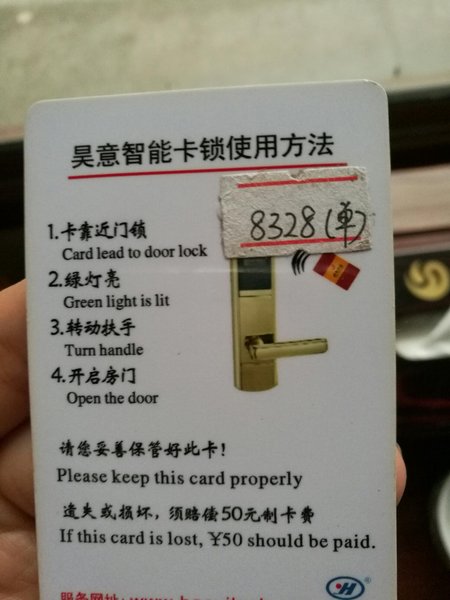 昊意智能卡锁使用方法
8328(单)
1.卡靠近门锁
Card lead to door lock
2.绿灯亮
Green light is lit
3.转动扶手
Turn handle
4.开启房门
Open the door
请您妥善保管好此卡!
Please keep this card properly
遗失或损坏，须赔偿50元制卡费
If this card is lost, ¥50 should be paid.
服务网址: